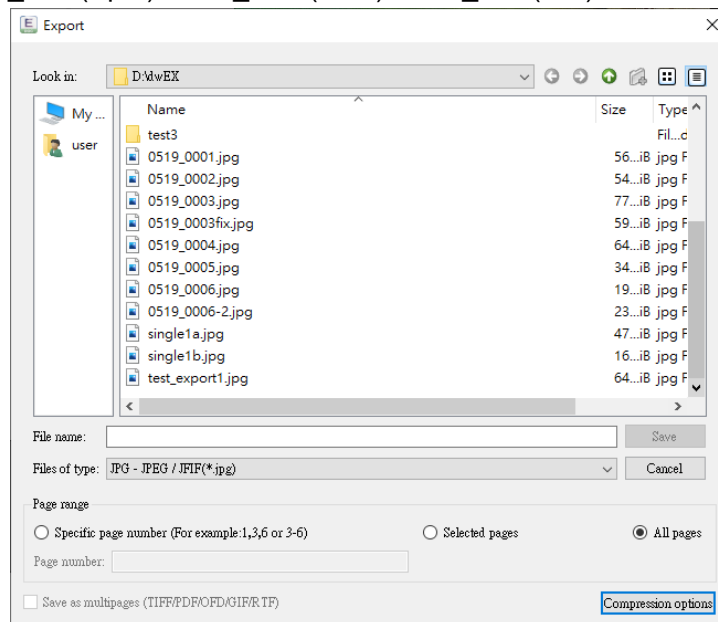 Export
Look in: D:\dwEX
My ...
user
Name Size Type
test3 Fil...d
0519_0001.jpg 56...iB jpg F
0519_0002.jpg 54...iB jpg F
0519_0003.jpg 77...iB jpg F
0519_0003fix.jpg 59...iB jpg F
0519_0004.jpg 64...iB jpg F
0519_0005.jpg 34...iB jpg F
0519_0006.jpg 19...iB jpg F
0519_0006-2.jpg 23...iB jpg F
single1a.jpg 47...iB jpg F
single1b.jpg 16...iB jpg F
test_export1.jpg 64...iB jpg F
File name: Save
Files of type: JPG - JPEG / JFIF(*.jpg) Cancel
Page range
Specific page number (For example:1,3,6 or 3-6) Selected pages All pages
Page number:
Save as multipages (TIFF/PDF/OFD/GIF/RTF) Compression options